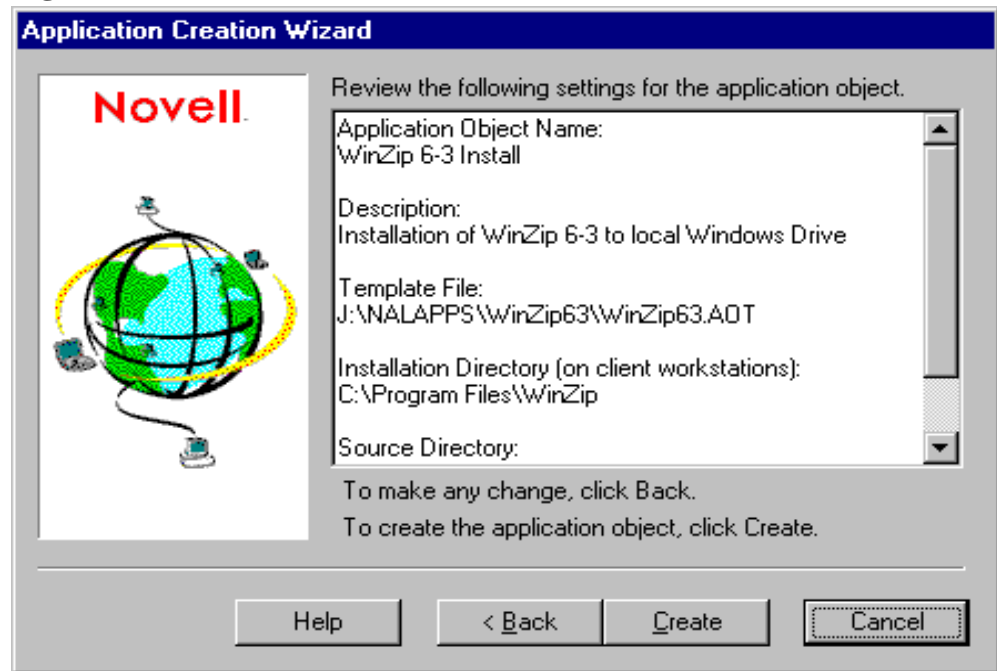 Application Creation Wizard
Novell.
Review the following settings for the application object.
Application Object Name:
WinZip 6-3 Install
Description:
Installation of WinZip 6-3 to local Windows Drive
Template File:
J:\NALAPPS\WinZip63\WinZip63.AOT
Installation Directory (on client workstations):
C:\Program Files\WinZip
Source Directory:
To make any change, click Back.
To create the application object, click Create.
Help
< Back
Create
Cancel